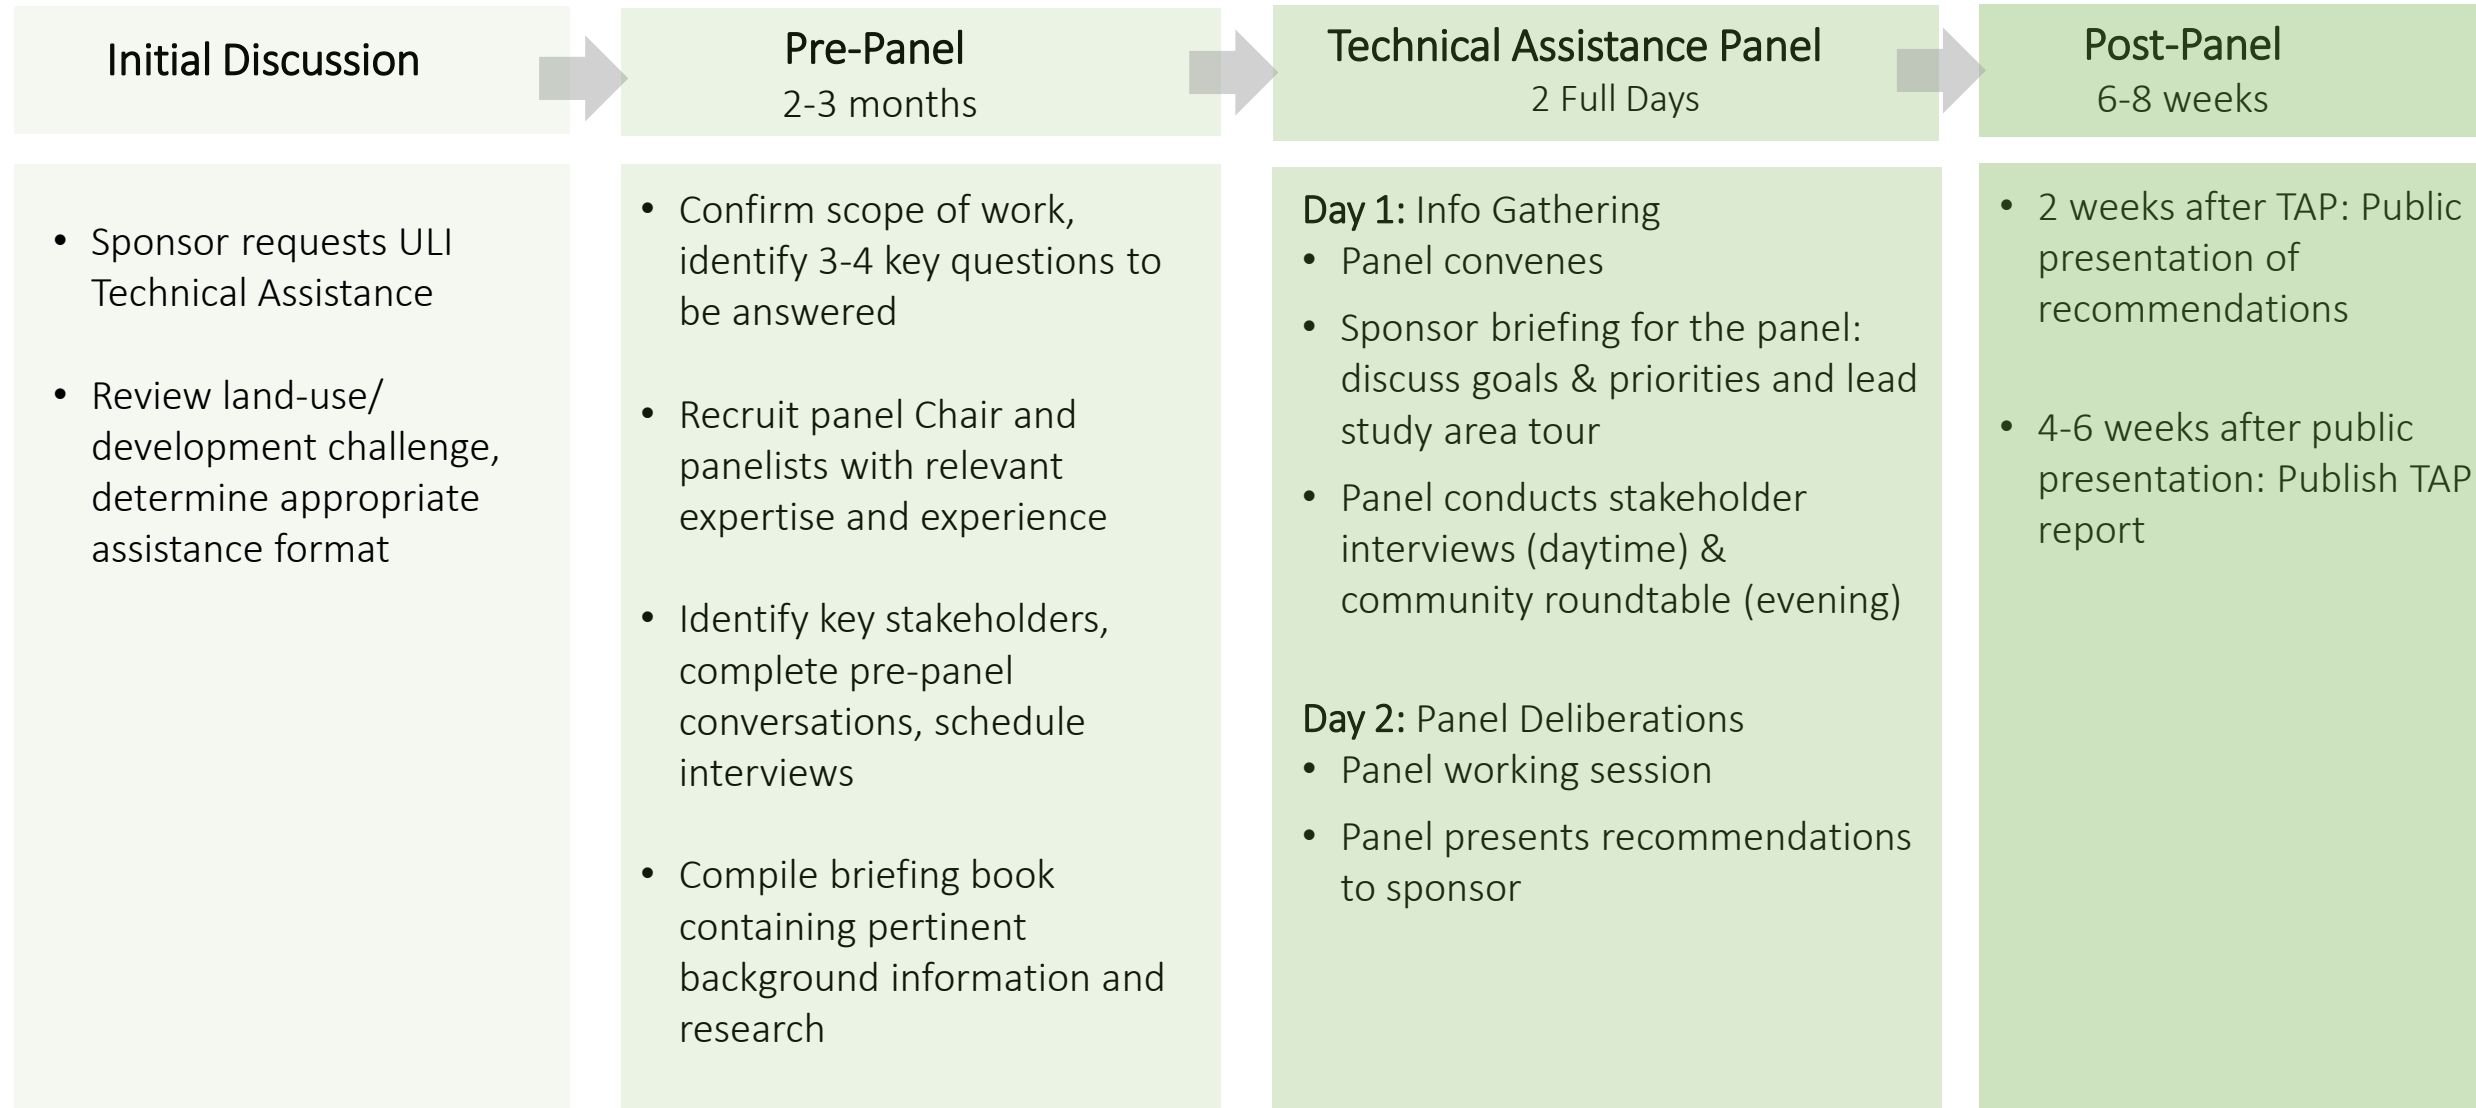 Initial Discussion
• Sponsor requests ULI
Technical Assistance
• Review land-use/
development challenge,
determine appropriate
assistance format
Pre-Panel
2-3 months
• Confirm scope of work,
identify 3-4 key questions to
be answered
• Recruit panel Chair and
panelists with relevant
expertise and experience
• Identify key stakeholders,
complete pre-panel
conversations, schedule
interviews
• Compile briefing book
containing pertinent
background information and
research
Technical Assistance Panel
2 Full Days
Day 1: Info Gathering
• Panel convenes
• Sponsor briefing for the panel:
discuss goals & priorities and lead
study area tour
• Panel conducts stakeholder
interviews (daytime) &
community roundtable (evening)
Day 2: Panel Deliberations
• Panel working session
• Panel presents recommendations
to sponsor
Post-Panel
6-8 weeks
• 2 weeks after TAP: Public
presentation of
recommendations
• 4-6 weeks after public
presentation: Publish TAP
report